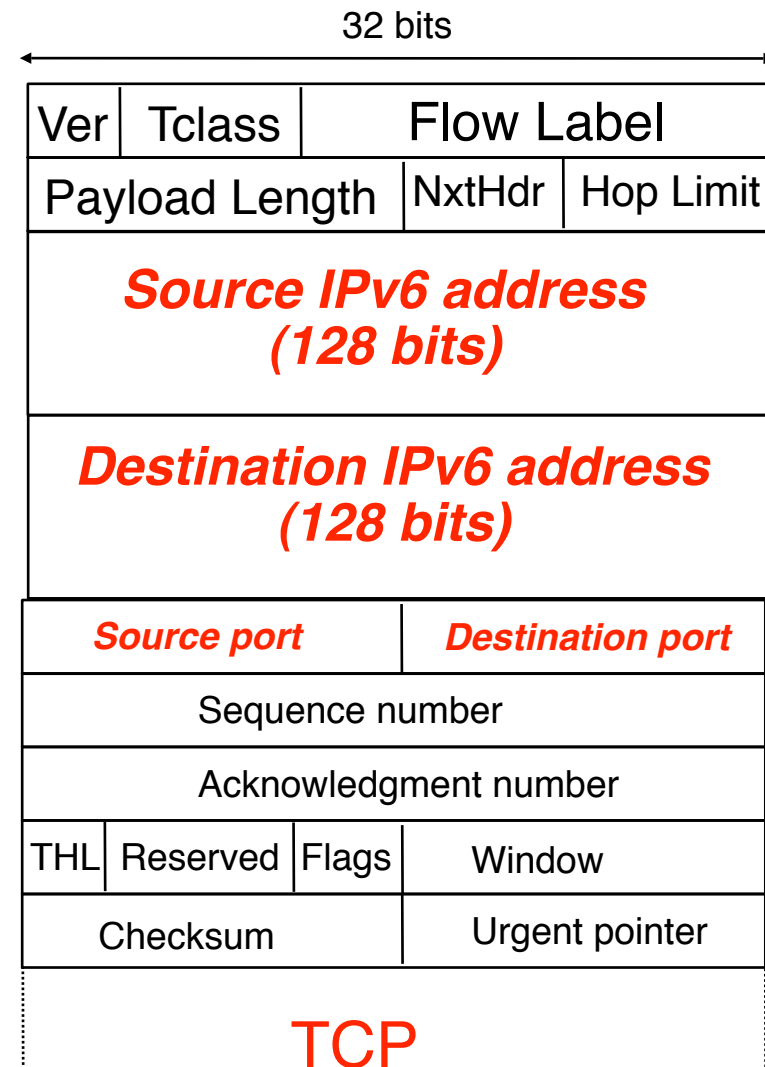 32 bits
Ver Tclass Flow Label
Payload Length NxtHdr Hop Limit
Source IPv6 address
(128 bits)
Destination IPv6 address
(128 bits)
Source port Destination port
Sequence number
Acknowledgment number
THL Reserved Flags Window
Checksum Urgent pointer
TCP